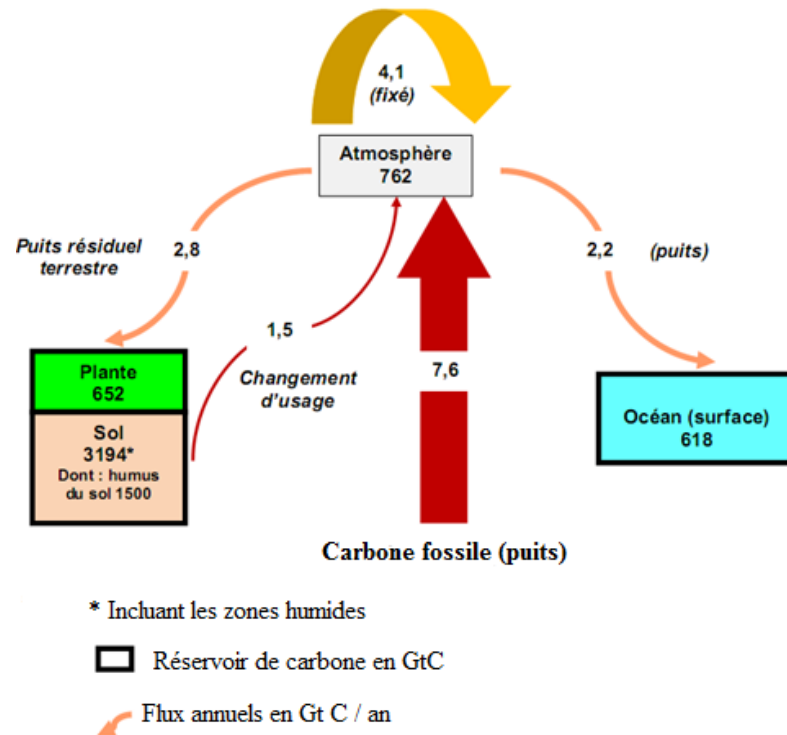 4,1
(fixé)
Atmosphère
762
Puits résiduel
terrestre
2,8
2,2
(puits)
1,5
Changement
d'usage
7,6
Plante
652
Sol
3194*
Dont : humus
du sol 1500
Océan (surface)
618
Carbone fossile (puits)
* Incluant les zones humides
Réservoir de carbone en GtC
Flux annuels en Gt C / an